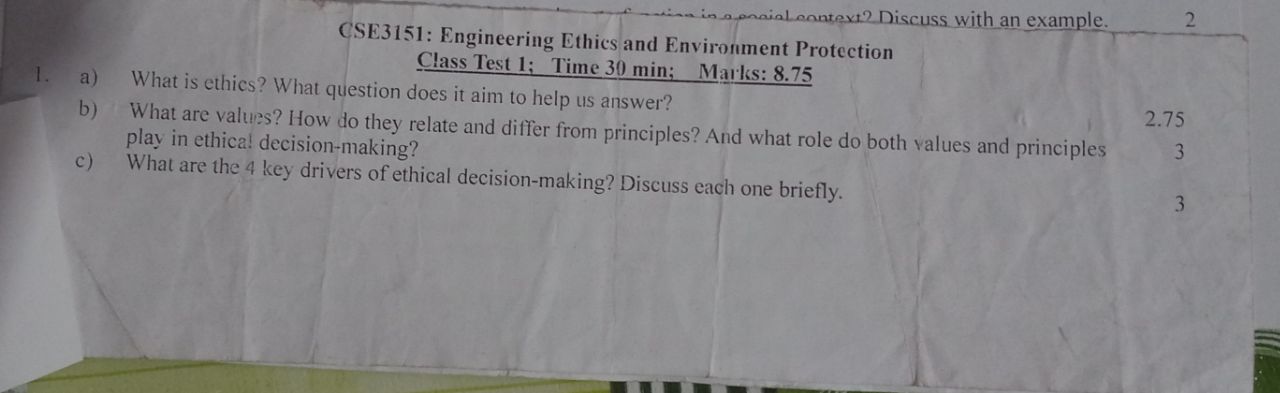 in a social context? Discuss with an example. 2
CSE3151: Engineering Ethics and Environment Protection
Class Test 1; Time 30 min; Marks: 8.75
1. a) What is ethics? What question does it aim to help us answer? 2.75
b) What are values? How do they relate and differ from principles? And what role do both values and principles 3
play in ethical decision-making?
c) What are the 4 key drivers of ethical decision-making? Discuss each one briefly. 3